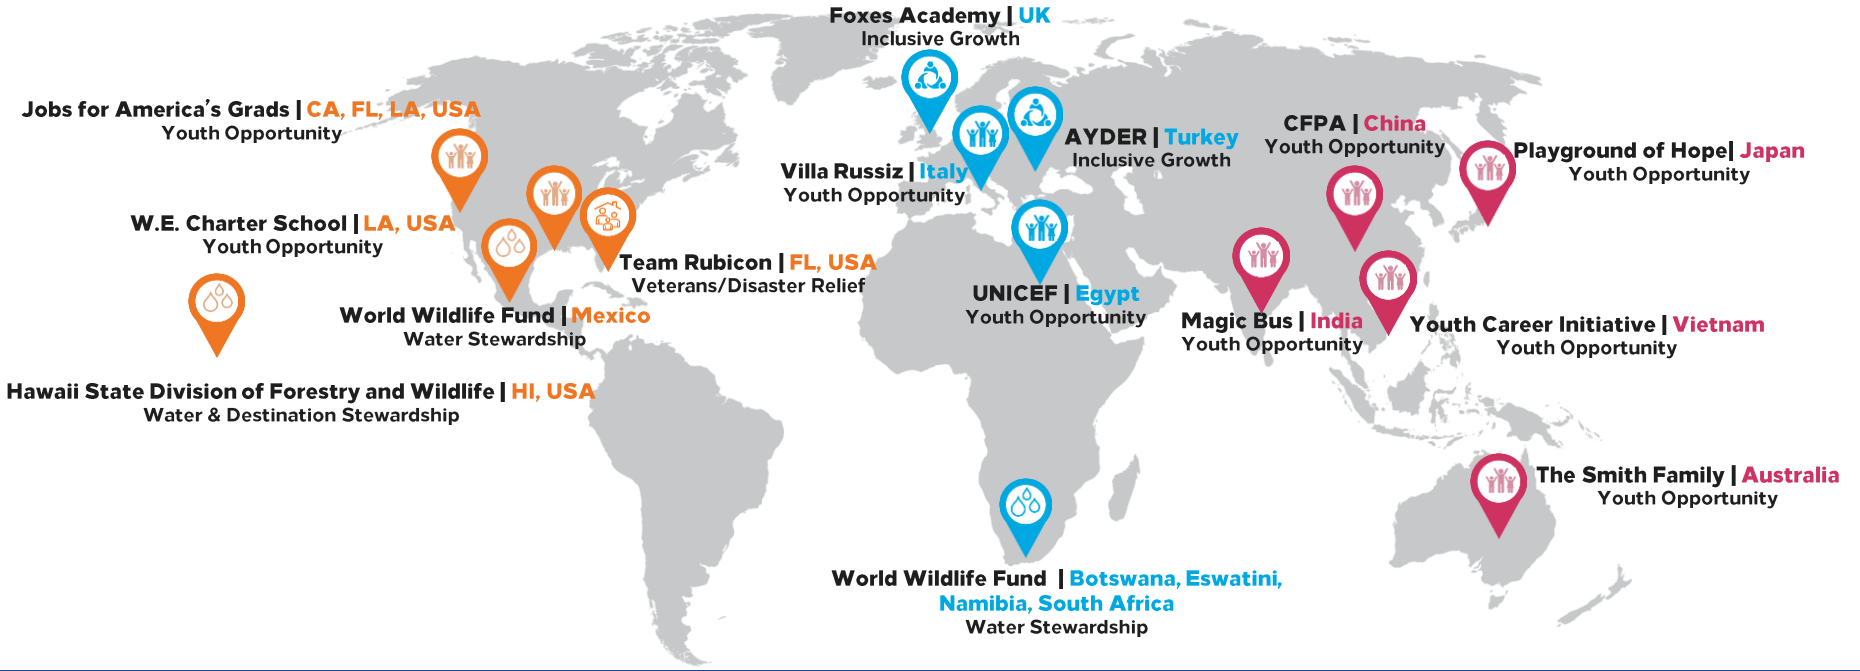 Foxes Academy | UK
Inclusive Growth
Jobs for America's Grads | CA, FL, LA, USA
Youth Opportunity
AYDER | Turkey
Inclusive Growth
CFPA | China
Youth Opportunity
Playground of Hope| Japan
Youth Opportunity
Villa Russiz | Italy
Youth Opportunity
W.E. Charter School | LA, USA
Youth Opportunity
Team Rubicon | FL, USA
Veterans/Disaster Relief
UNICEF | Egypt
Youth Opportunity
World Wildlife Fund | Mexico
Water Stewardship
Magic Bus | India
Youth Opportunity
Youth Career Initiative | Vietnam
Youth Opportunity
Hawaii State Division of Forestry and Wildlife | HI, USA
Water & Destination Stewardship
The Smith Family | Australia
Youth Opportunity
World Wildlife Fund | Botswana, Eswatini,
Namibia, South Africa
Water Stewardship